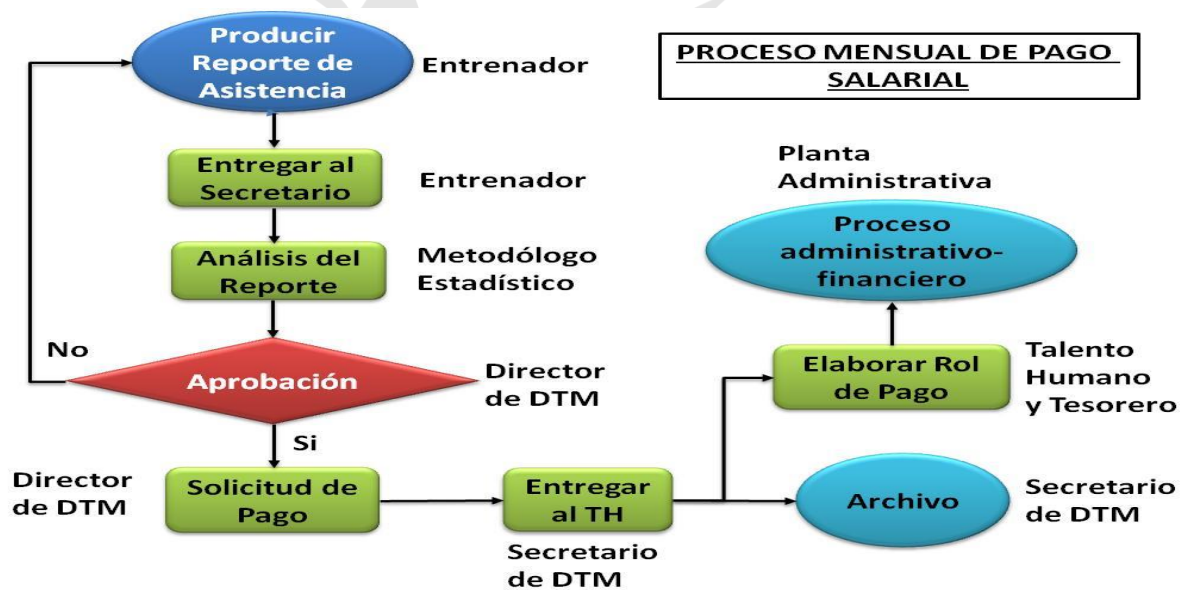 Producir
Reporte de
Asistencia
Entrenador
PROCESO MENSUAL DE PAGO
SALARIAL
Entregar al
Secretario
Entrenador
Análisis del
Reporte
Metodólogo
Estadístico
No
Aprobación
Director
de DTM
Si
Director
de DTM
Solicitud de
Pago
Entregar
al TH
Secretario
de DTM
Planta
Administrativa
Proceso
administrativo-
financiero
Elaborar Rol
de Pago
Talento
Humano
y Tesorero
Archivo
Secretario
de DTM